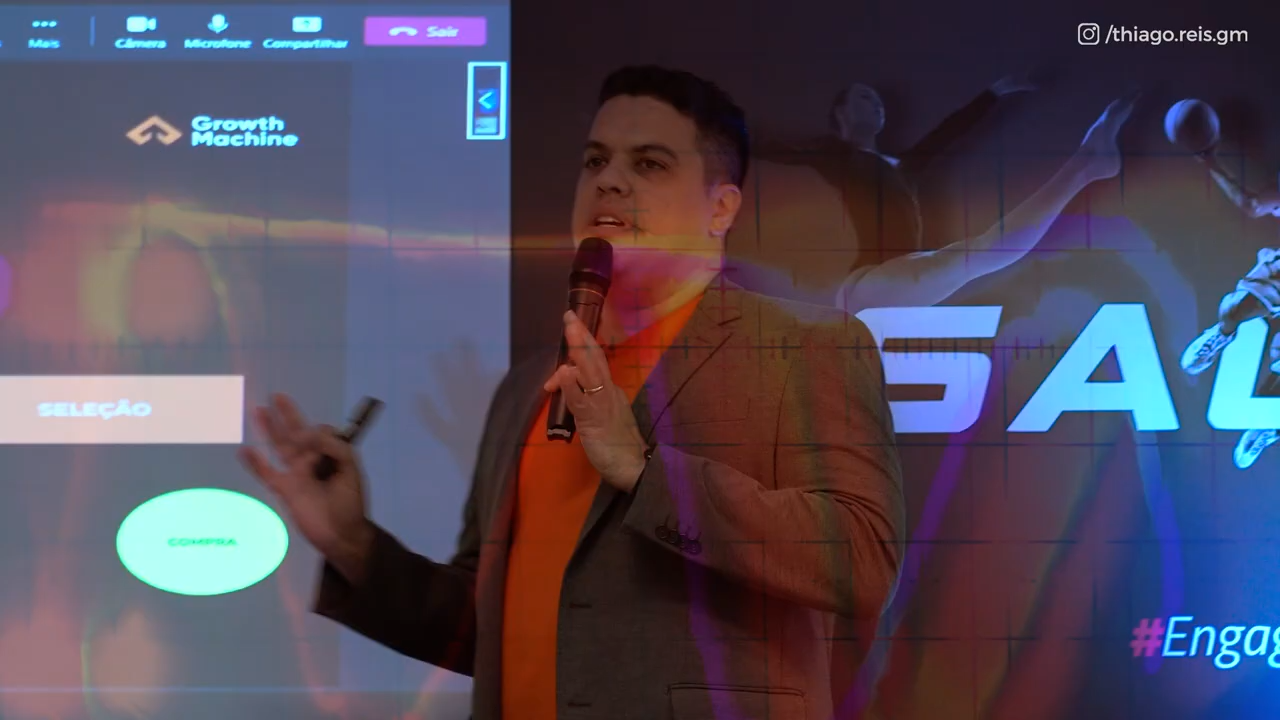 Mais
Câmera
Microfone
Compartilhar
Sair
/thiago.reis.gm
Growth
Machine
SELEÇÃO
COMPRA
SAL
#Engag